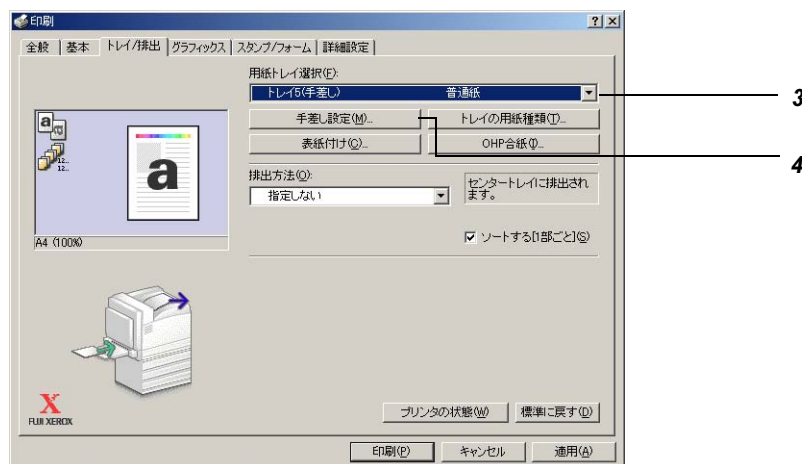 印刷
全般 基本 トレイ/排出 グラフィックス スタンプ/フォーム 詳細設定
用紙トレイ選択(F):
トレイ5(手差し) 普通紙
3
手差し設定(M)... トレイの用紙種類(T)...
表紙付け(C)... OHP合紙(I)...
4
排出方法(O):
指定しない
センタートレイに排出され
ます。
ソートする[1部ごと](S)
a
a
12..
12..
a
A4 (100%)
X
FUJI XEROX
プリンタの状態(W) 標準に戻す(D)
印刷(P) キャンセル 適用(A)